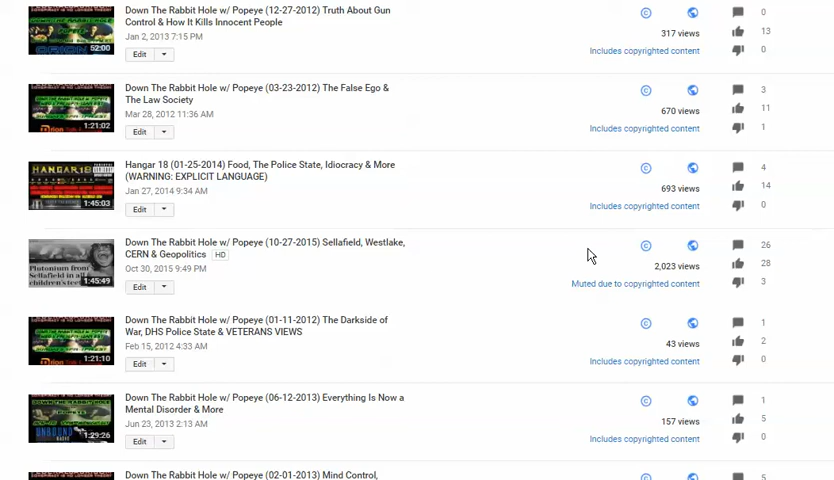 Down The Rabbit Hole w/ Popeye (12-27-2012) Truth About Gun
Control & How It Kills Innocent People
Jan 2, 2013 7:15 PM
Edit
52:00
317 views
Includes copyrighted content
0
13
0
Down The Rabbit Hole w/ Popeye (03-23-2012) The False Ego &
The Law Society
Mar 28, 2012 11:36 AM
Edit
1:21:02
670 views
Includes copyrighted content
3
11
1
Hangar 18 (01-25-2014) Food, The Police State, Idiocracy & More
(WARNING: EXPLICIT LANGUAGE)
Jan 27, 2014 9:34 AM
Edit
HANGAR18
1:45:03
693 views
Includes copyrighted content
4
14
0
Down The Rabbit Hole w/ Popeye (10-27-2015) Sellafield, Westlake,
CERN & Geopolitics HD
Oct 30, 2015 9:49 PM
Edit
Plutonium from
Sellafield in all
children's teeth
1:45:49
2,023 views
Muted due to copyrighted content
26
28
3
Down The Rabbit Hole w/ Popeye (01-11-2012) The Darkside of
War, DHS Police State & VETERANS VIEWS
Feb 15, 2012 4:33 AM
Edit
1:21:10
43 views
Includes copyrighted content
1
2
0
Down The Rabbit Hole w/ Popeye (06-12-2013) Everything Is Now a
Mental Disorder & More
Jun 23, 2013 2:13 AM
Edit
1:29:26
157 views
Includes copyrighted content
1
5
0
Down The Rabbit Hole w/ Popeye (02-01-2013) Mind Control,
5